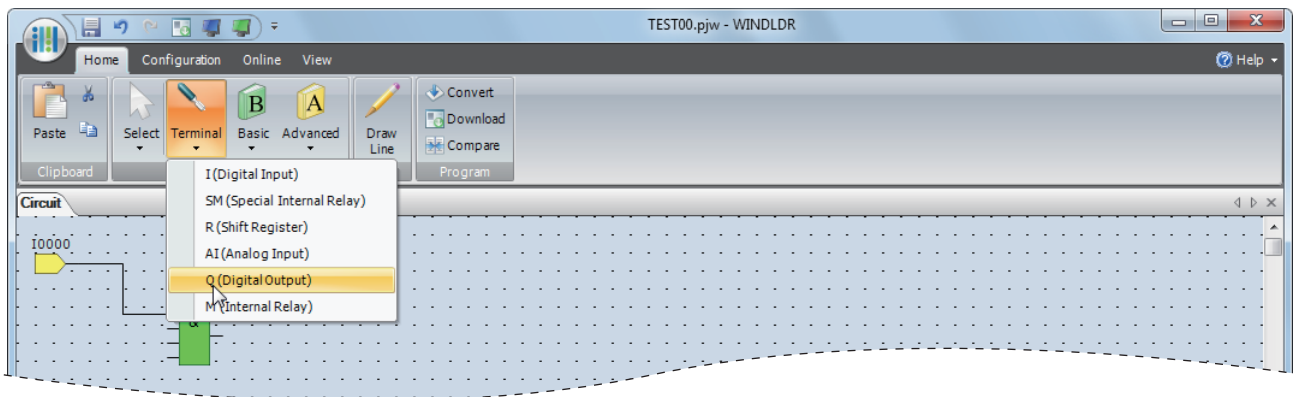 TEST00.pjw - WINDLDR
Home Configuration Online View Help
Paste Select Terminal Basic Advanced Draw Line
B A
Convert
Download
Compare
Clipboard Program
I (Digital Input)
SM (Special Internal Relay)
R (Shift Register)
AI (Analog Input)
Q (Digital Output)
M (Internal Relay)
Circuit
I0000
&